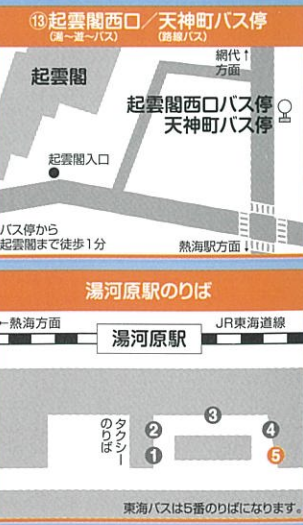 ⑬起雲閣西口／天神町バス停
(湯～遊～バス) (路線バス)
網代↑
方面
起雲閣
起雲閣西口バス停
天神町バス停
起雲閣入口
バス停から
起雲閣まで徒歩1分
熱海駅方面↓
湯河原駅のりば
←熱海方面
JR東海道線
湯河原駅
タクシー
のりば
③
②
④
①
⑤
東海バスは5番のりばになります。